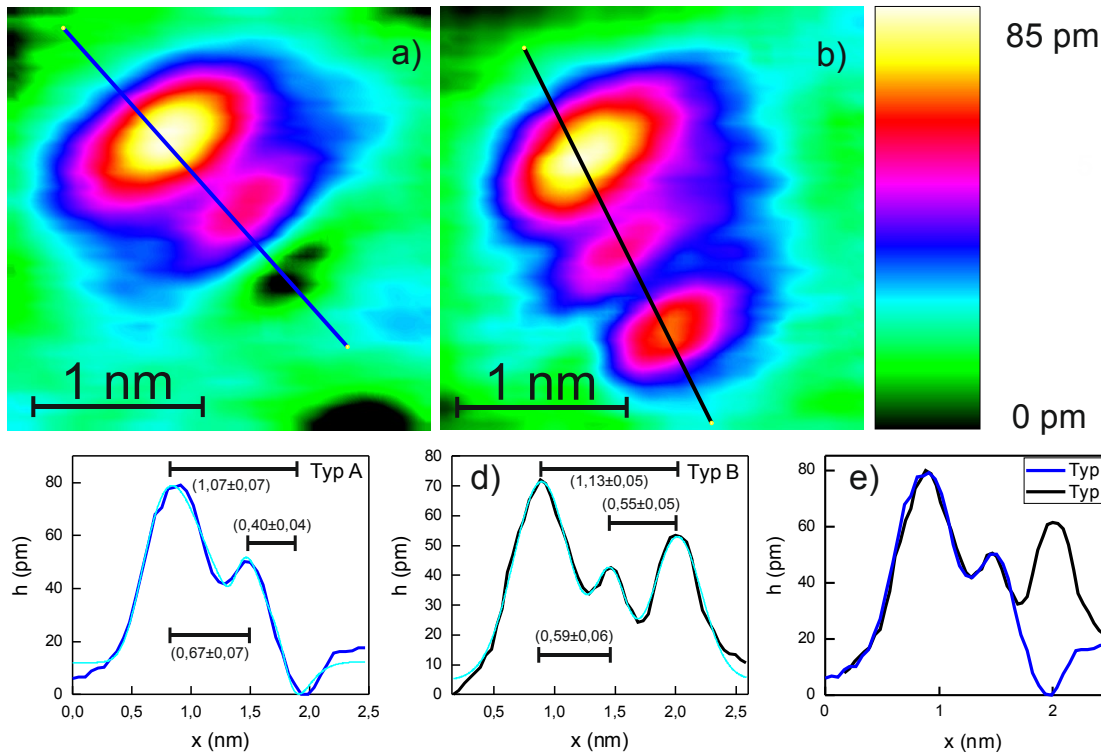 a)
1 nm
b)
1 nm
85 pm
0 pm
Typ A
(1,07±0,07)
(0,40±0,04)
(0,67±0,07)
h (pm)
80
60
40
20
0
0,0 0,5 1,0 1,5 2,0 2,5
x (nm)
d)
Typ B
(1,13±0,05)
(0,55±0,05)
(0,59±0,06)
h (pm)
80
70
60
50
40
30
20
10
0
0,5 1,0 1,5 2,0 2,5
x (nm)
e)
Typ
Typ
h (pm)
80
60
40
20
0
0 1 2
x (nm)